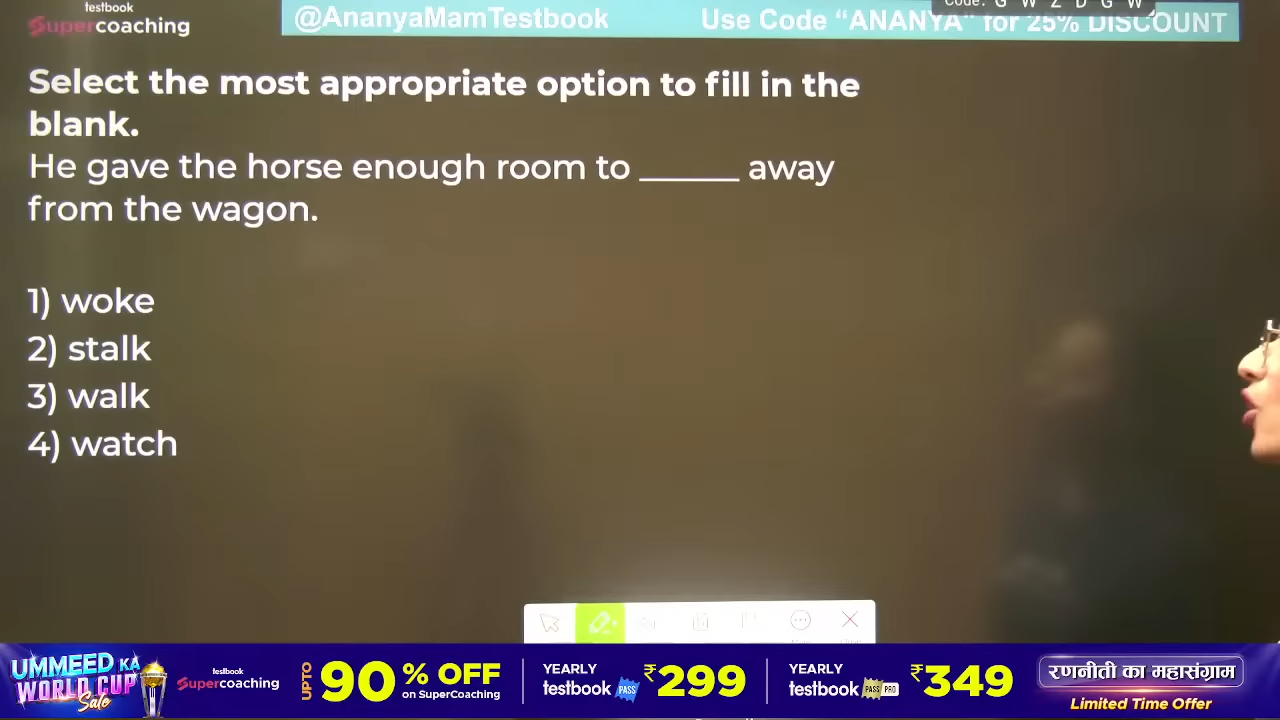 testbook
Supercoaching
@AnanyaMamTestbook
Use Code “ANANYA” for 25% DISCOUNT
Code: G W Z D G W
Select the most appropriate option to fill in the
blank.
He gave the horse enough room to ______ away
from the wagon.
1) woke
2) stalk
3) walk
4) watch
UMMEED KA
WORLD CUP
Sale
testbook
Supercoaching
UPTO
90% OFF
on SuperCoaching
YEARLY
testbook PASS
₹299
YEARLY
testbook PASS PRO
₹349
रणनीती का महासंग्राम
Limited Time Offer